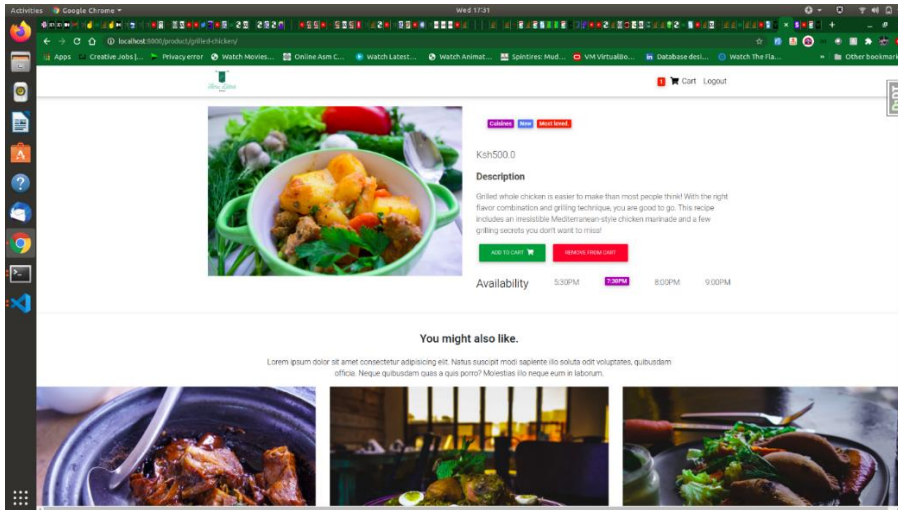 Activities Google Chrome Wed 17:31
localhost:8000/product/grilled-chicken/
Apps Creative Jobs |... Privacy error Watch Movies... Online Asm C... Watch Latest... Watch Animat... Spintires: Mud... VM VirtualBo... Database desi... Watch The Fla... » Other bookmarks
1 Cart Logout
Cuisines New Most loved
Ksh500.0
Description
Grilled whole chicken is easier to make than most people think! With the right
flavor combination and grilling technique, you are good to go. This recipe
includes an irresistible Mediterranean-style chicken marinade and a few
grilling secrets you don't want to miss!
ADD TO CART REMOVE FROM CART
Availability 5:30PM 7:30PM 8:00PM 9:00PM
You might also like.
Lorem ipsum dolor sit amet consectetur adipisicing elit. Natus suscipit modi sapiente illo soluta odit voluptates, quibusdam
officia. Neque quibusdam quas a quis porro? Molestias illo neque eum in laborum.